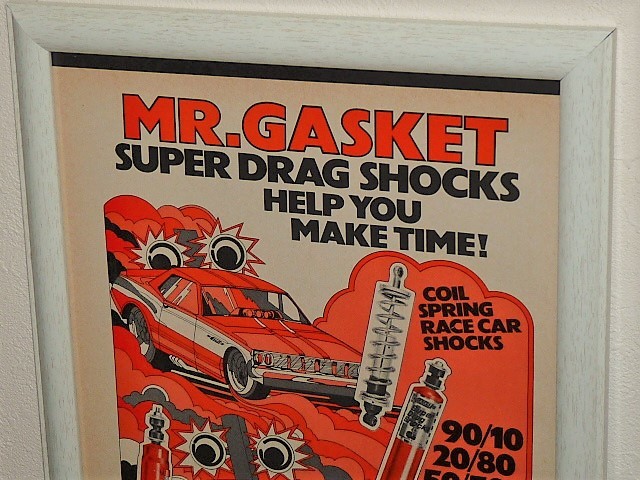 MR. GASKET
SUPER DRAG SHOCKS
HELP YOU
MAKE TIME!
COIL
SPRING
RACE CAR
SHOCKS
90/10
20/80